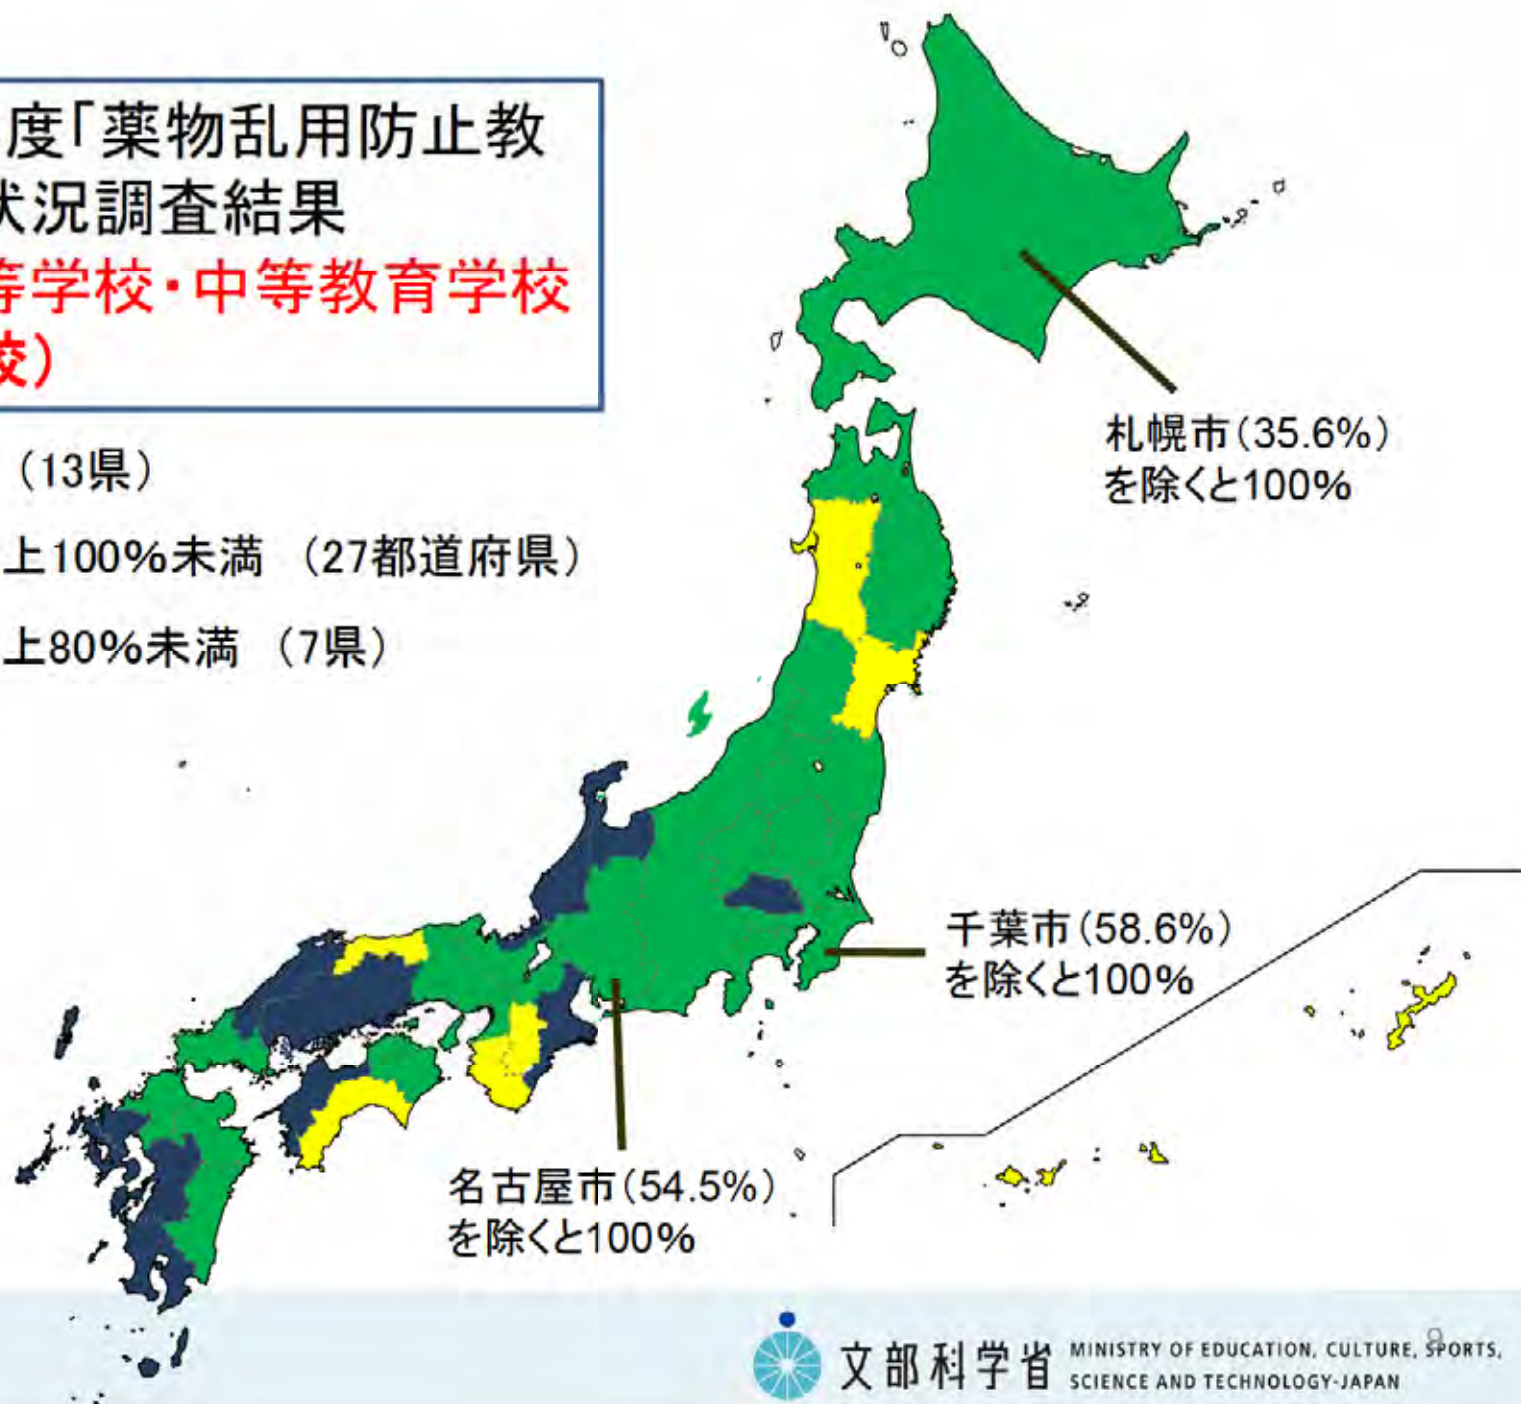 度「薬物乱用防止教
状況調査結果
等学校・中等教育学校
校）
（13県）
上100%未満 （27都道府県）
上80%未満 （7県）
札幌市（35.6%）
を除くと100%
千葉市（58.6%）
を除くと100%
名古屋市（54.5%）
を除くと100%
文部科学省
MINISTRY OF EDUCATION, CULTURE, SPORTS,
SCIENCE AND TECHNOLOGY-JAPAN
9